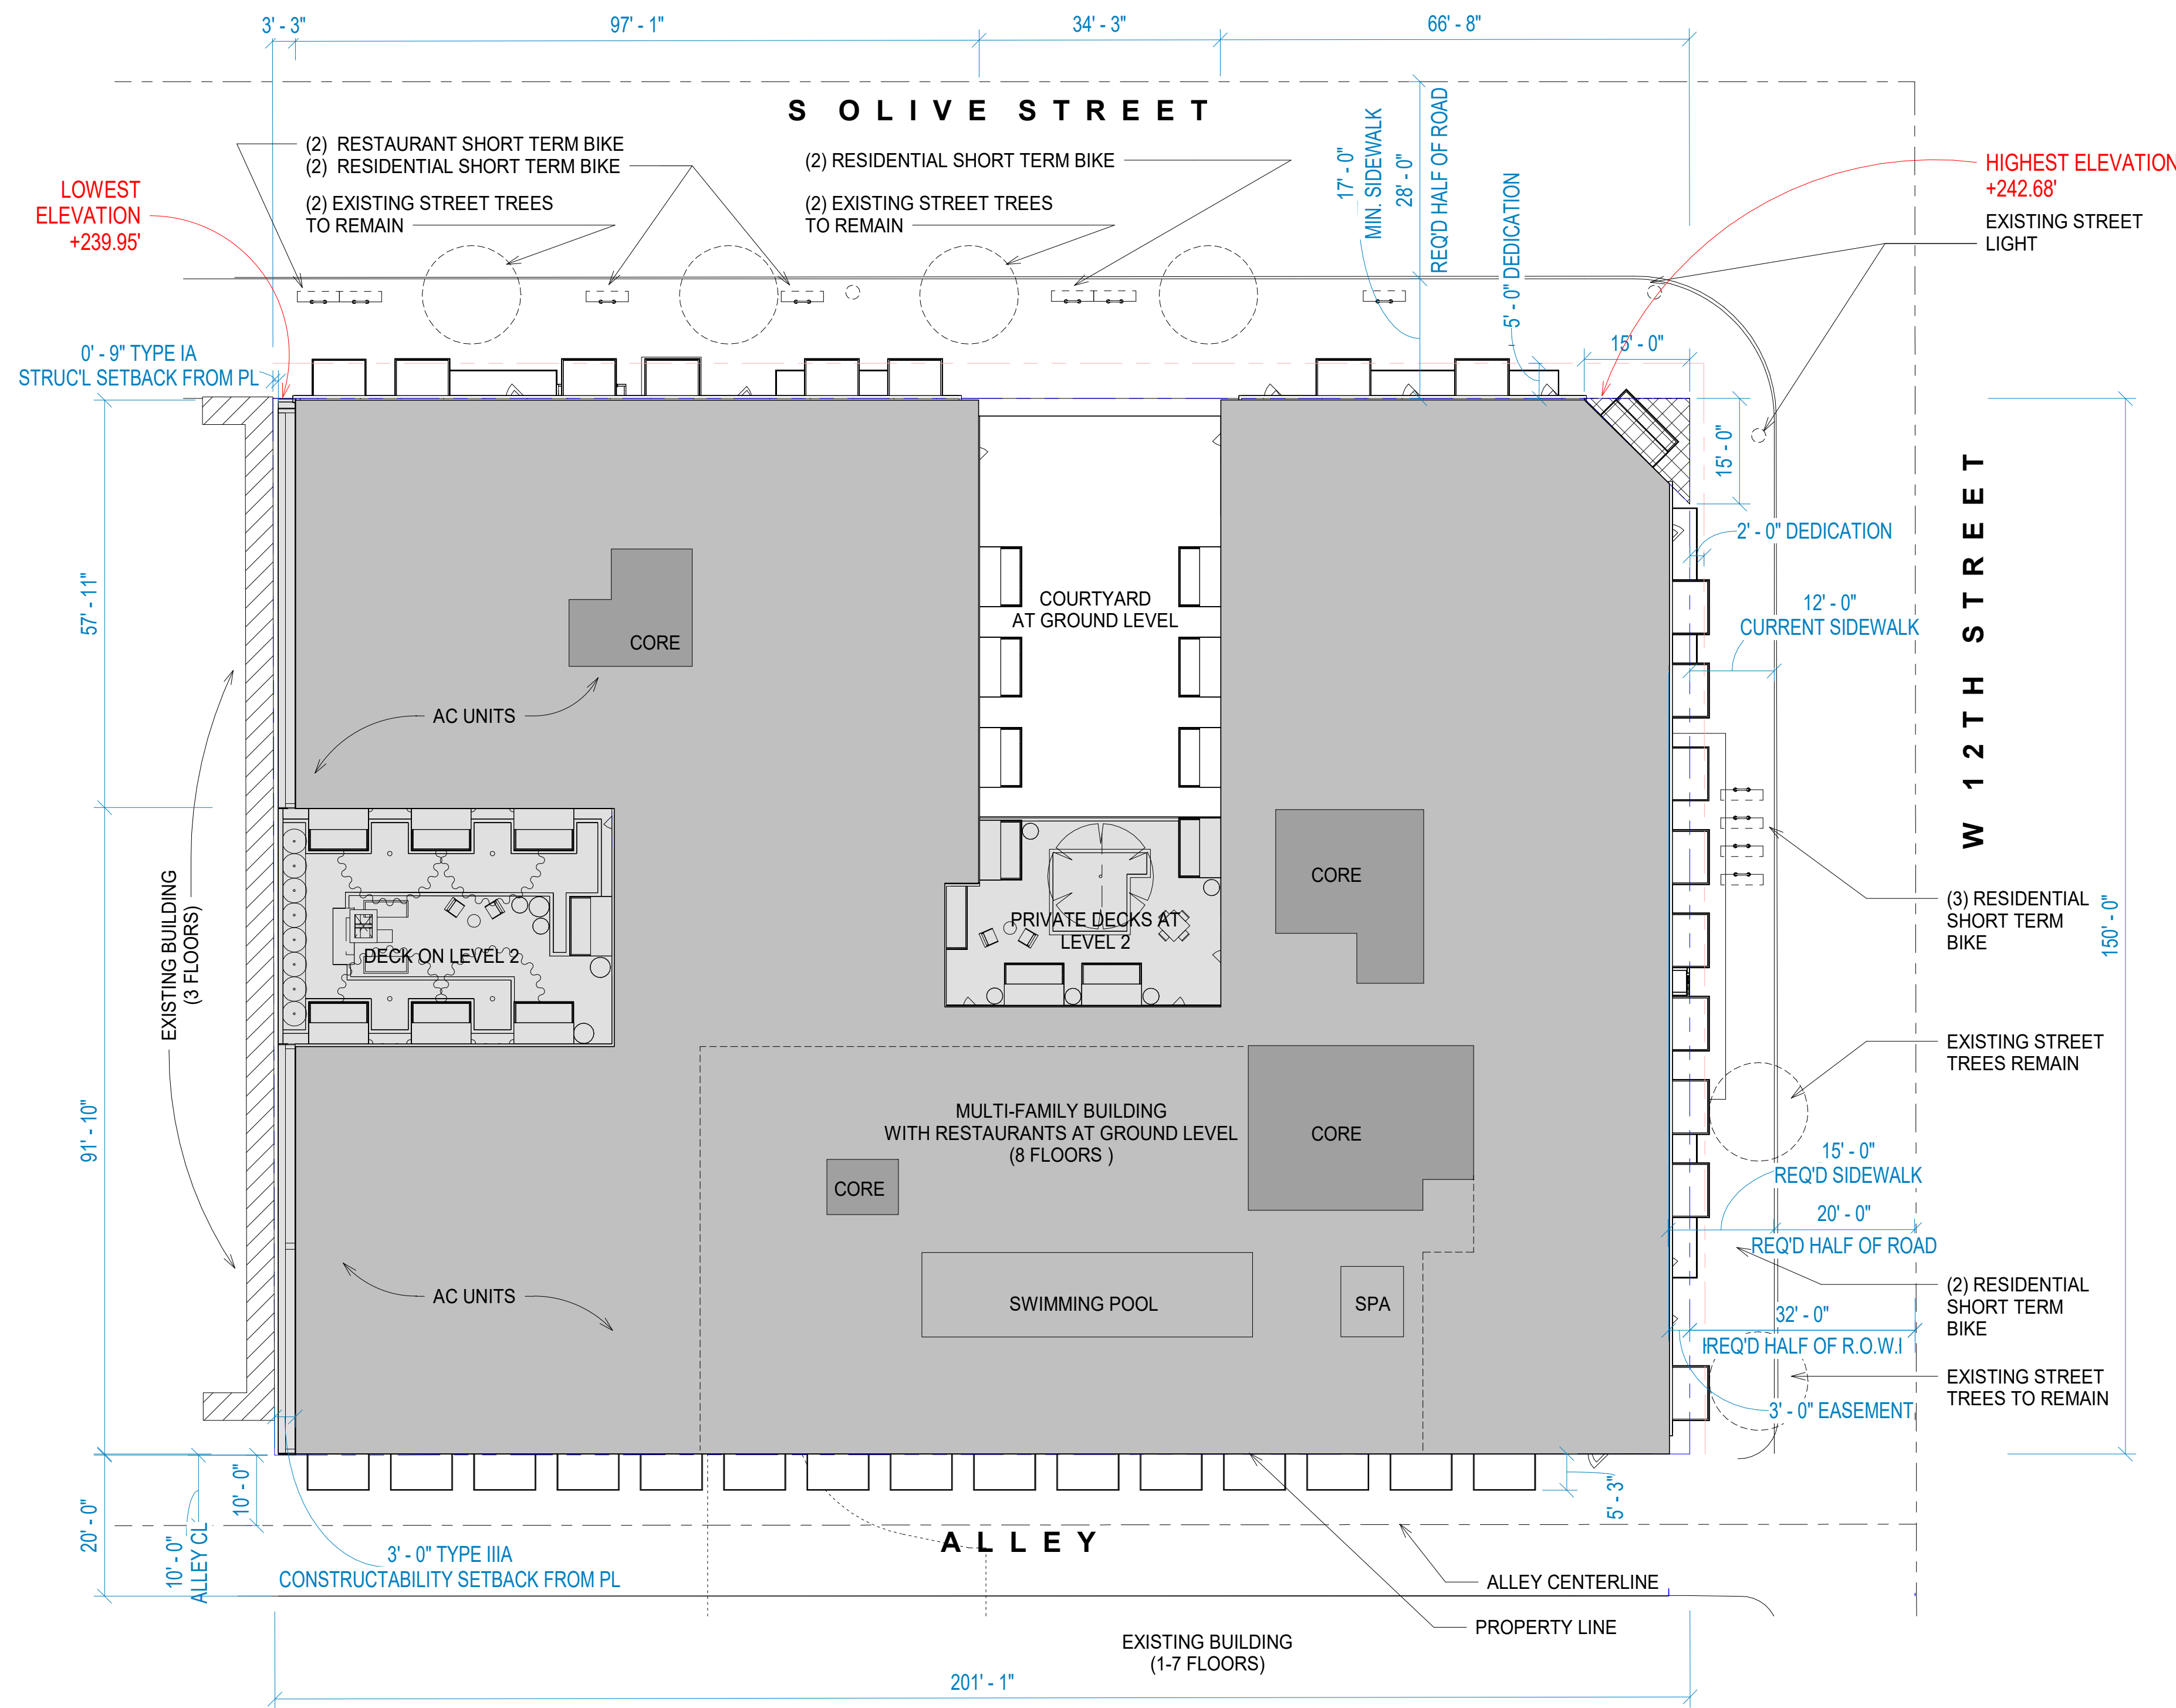 3' - 3"
97' - 1"
34' - 3"
66' - 8"
S OLIVE STREET
(2) RESTAURANT SHORT TERM BIKE
(2) RESIDENTIAL SHORT TERM BIKE
(2) EXISTING STREET TREES
TO REMAIN
(2) RESIDENTIAL SHORT TERM BIKE
(2) EXISTING STREET TREES
TO REMAIN
17' - 0"
MIN. SIDEWALK
28' - 0"
REQ'D HALF OF ROAD
5' - 0" DEDICATION
LOWEST
ELEVATION
+239.95'
HIGHEST ELEVATION
+242.68'
EXISTING STREET
LIGHT
0' - 9" TYPE IA
STRUC'L SETBACK FROM PL
15' - 0"
15' - 0"
2' - 0" DEDICATION
12' - 0"
CURRENT SIDEWALK
W 12TH STREET
57' - 11"
CORE
COURTYARD
AT GROUND LEVEL
AC UNITS
EXISTING BUILDING
(3 FLOORS)
DECK ON LEVEL 2
PRIVATE DECKS AT
LEVEL 2
CORE
(3) RESIDENTIAL
SHORT TERM
BIKE
150' - 0"
EXISTING STREET
TREES REMAIN
91' - 10"
MULTI-FAMILY BUILDING
WITH RESTAURANTS AT GROUND LEVEL
(8 FLOORS )
CORE
CORE
15' - 0"
REQ'D SIDEWALK
20' - 0"
REQ'D HALF OF ROAD
(2) RESIDENTIAL
SHORT TERM
BIKE
AC UNITS
SWIMMING POOL
SPA
32' - 0"
REQ'D HALF OF R.O.W.
EXISTING STREET
TREES TO REMAIN
3' - 0" EASEMENT
20' - 0"
10' - 0"
ALLEY CL
10' - 0"
5' - 3"
ALLEY
3' - 0" TYPE IIIA
CONSTRUCTABILITY SETBACK FROM PL
ALLEY CENTERLINE
PROPERTY LINE
EXISTING BUILDING
(1-7 FLOORS)
201' - 1"